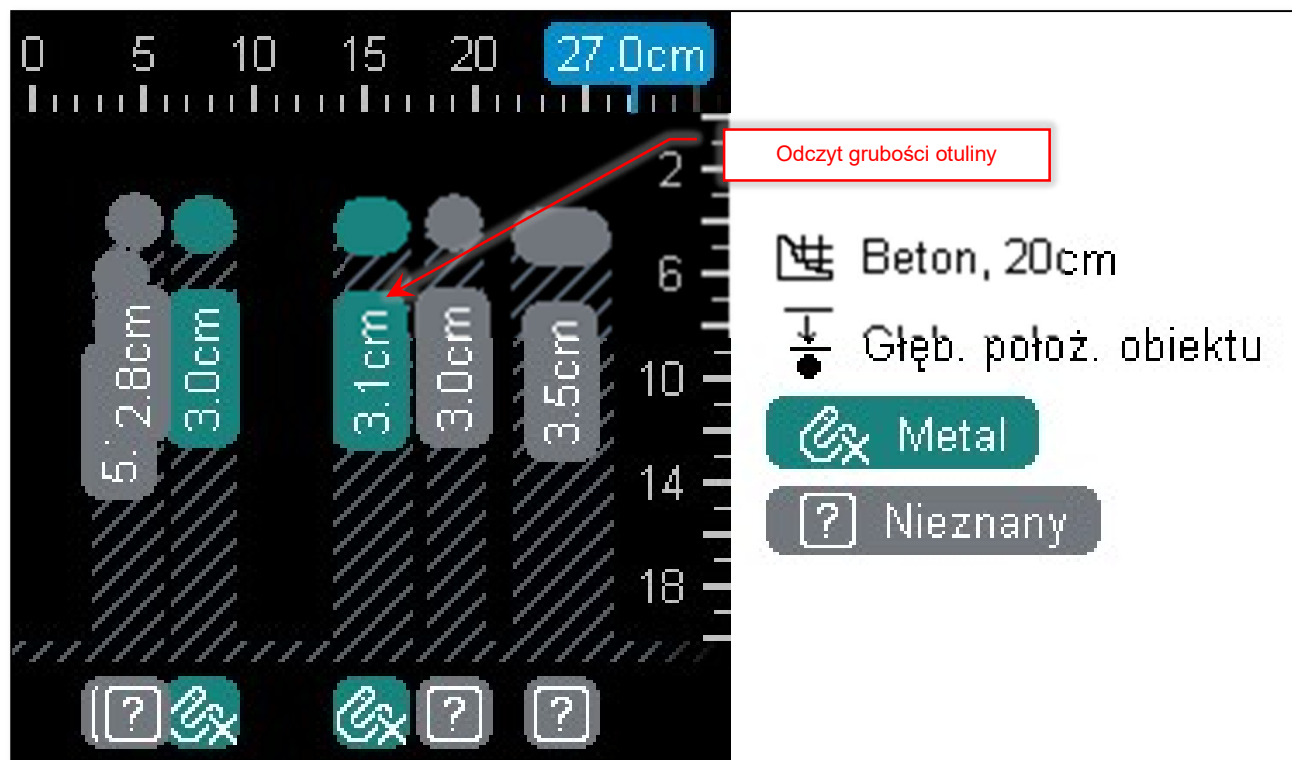 0 5 10 15 20 27.0cm
Odczyt grubości otuliny
2
6
10
14
18
5.
2.8cm
3.0cm
3.1cm
3.0cm
3.5cm
Beton, 20cm
Głęb. położ. obiektu
Metal
? Nieznany
? ? ?